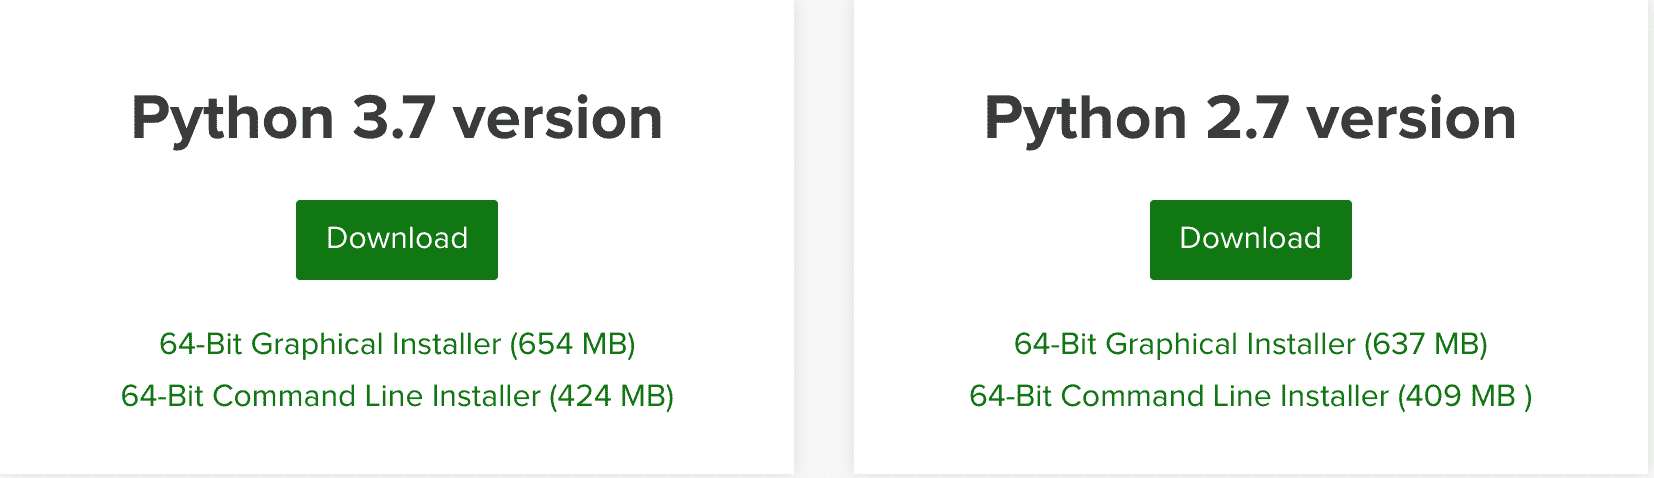 Python 3.7 version
Download
64-Bit Graphical Installer (654 MB)
64-Bit Command Line Installer (424 MB)
Python 2.7 version
Download
64-Bit Graphical Installer (637 MB)
64-Bit Command Line Installer (409 MB )